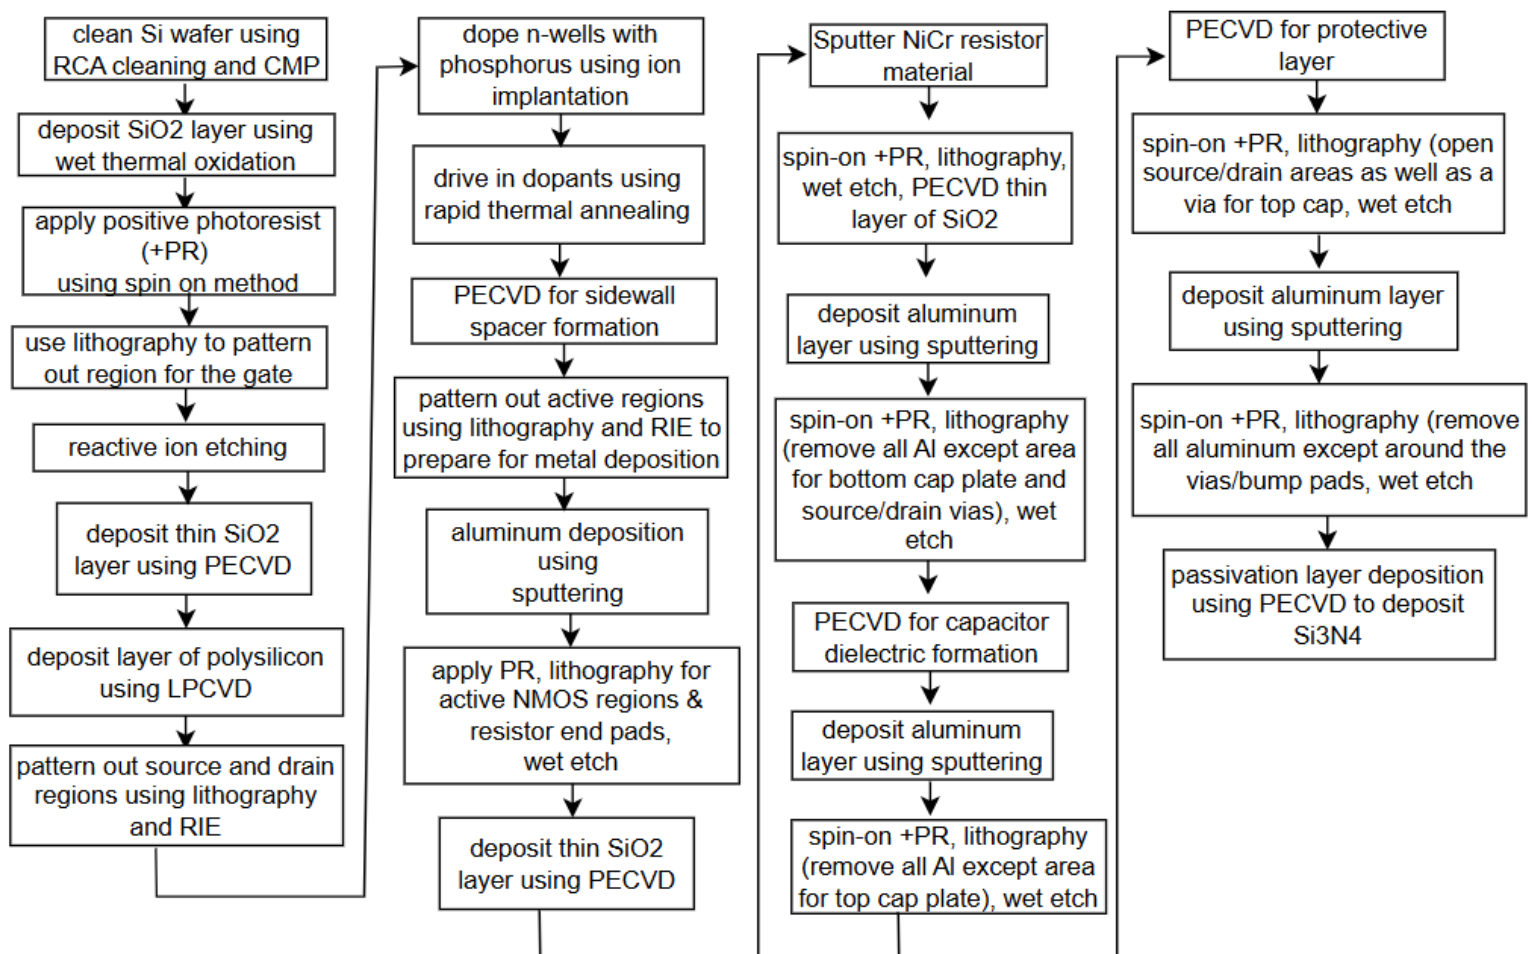 clean Si wafer using
RCA cleaning and CMP
deposit SiO2 layer using
wet thermal oxidation
apply positive photoresist
(+PR)
using spin on method
use lithography to pattern
out region for the gate
reactive ion etching
deposit thin SiO2
layer using PECVD
deposit layer of polysilicon
using LPCVD
pattern out source and drain
regions using lithography
and RIE
dope n-wells with
phosphorus using ion
implantation
drive in dopants using
rapid thermal annealing
PECVD for sidewall
spacer formation
pattern out active regions
using lithography and RIE to
prepare for metal deposition
aluminum deposition
using
sputtering
apply PR, lithography for
active NMOS regions &
resistor end pads,
wet etch
deposit thin SiO2
layer using PECVD
Sputter NiCr resistor
material
spin-on +PR, lithography,
wet etch, PECVD thin
layer of SiO2
deposit aluminum
layer using sputtering
spin-on +PR, lithography
(remove all Al except area
for bottom cap plate and
source/drain vias), wet
etch
PECVD for capacitor
dielectric formation
deposit aluminum
layer using sputtering
spin-on +PR, lithography
(remove all Al except area
for top cap plate), wet etch
PECVD for protective
layer
spin-on +PR, lithography (open
source/drain areas as well as a
via for top cap, wet etch
deposit aluminum layer
using sputtering
spin-on +PR, lithography (remove
all aluminum except around the
vias/bump pads, wet etch
passivation layer deposition
using PECVD to deposit
Si3N4